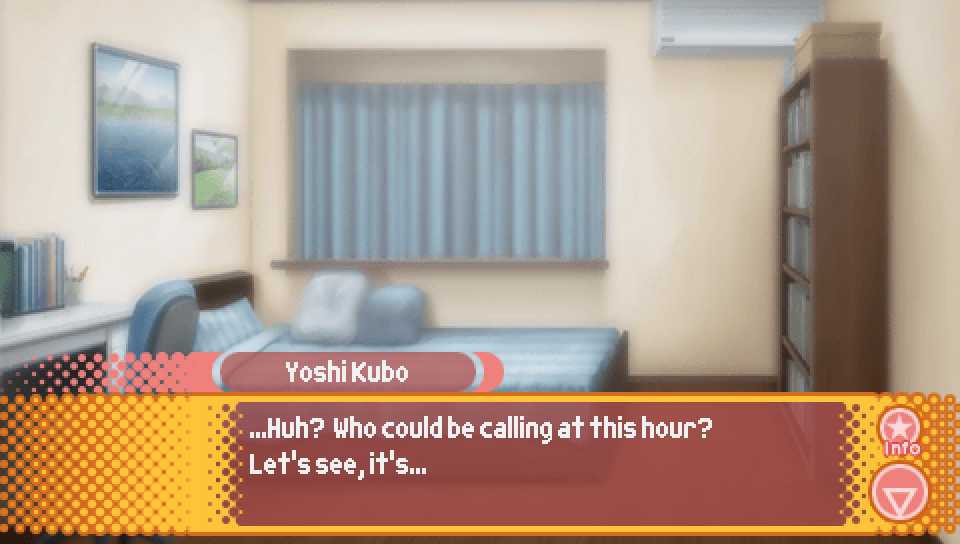 Yoshi Kubo
...Huh? Who could be calling at this hour?
Let's see, it's...
Info